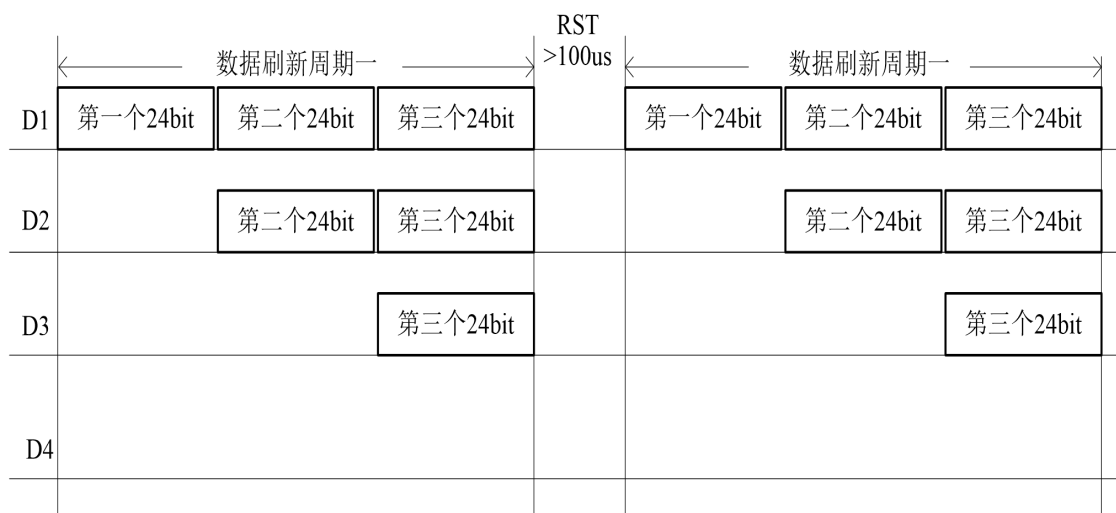 RST
>100us
数据刷新周期一 数据刷新周期一
D1 第一个24bit 第二个24bit 第三个24bit 第一个24bit 第二个24bit 第三个24bit
D2 第二个24bit 第三个24bit 第二个24bit 第三个24bit
D3 第三个24bit 第三个24bit
D4